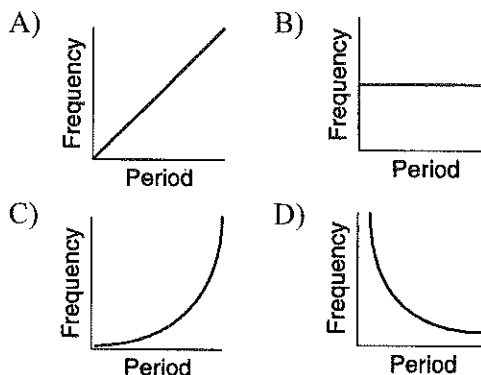 A)
Frequency
Period
B)
Frequency
Period
C)
Frequency
Period
D)
Frequency
Period